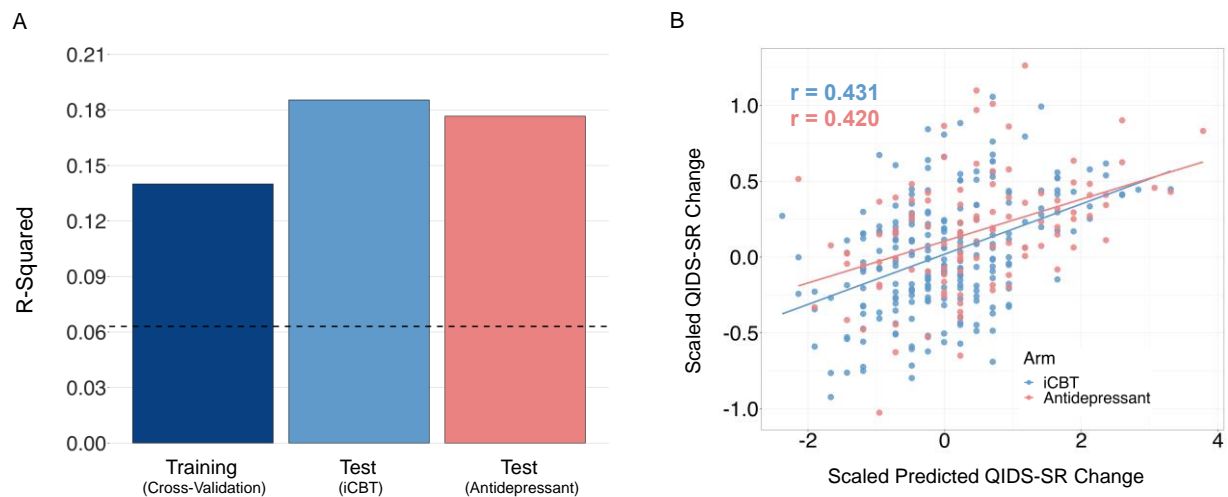 A
R-Squared
0.21
0.18
0.15
0.12
0.09
0.06
0.03
0.00
Training
(Cross-Validation)
Test
(iCBT)
Test
(Antidepressant)
B
r = 0.431
r = 0.420
Scaled QIDS-SR Change
1.0
0.5
0.0
-0.5
-1.0
Arm
iCBT
Antidepressant
-2 0 2 4
Scaled Predicted QIDS-SR Change